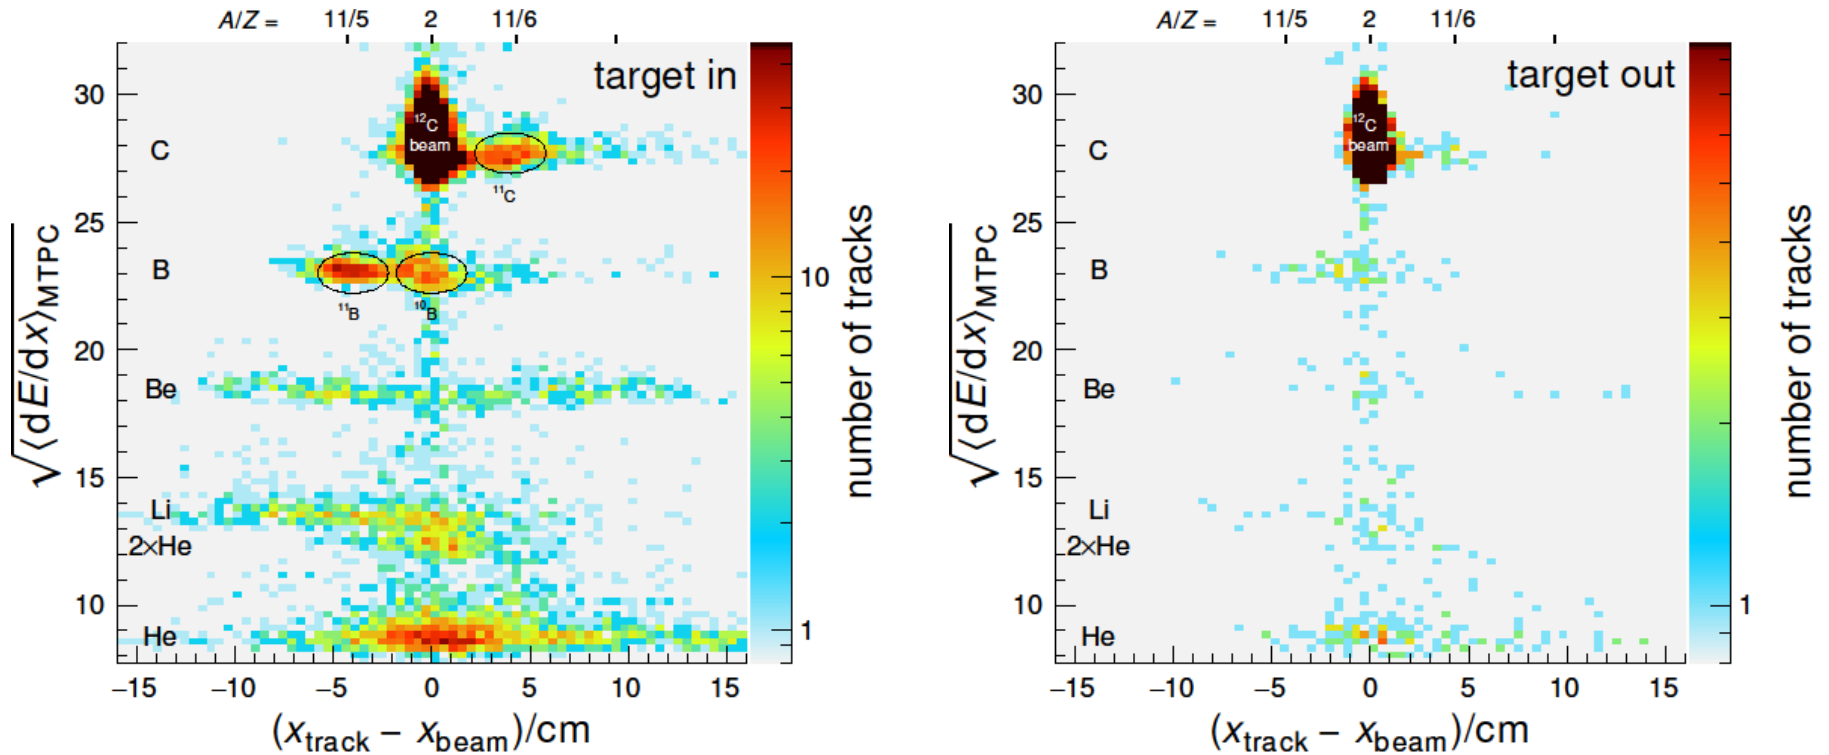 A/Z = 11/5 2 11/6
target in
30
25
20
15
10
C
B
Be
Li
2×He
He
¹²C
beam
¹¹C
¹¹B
¹⁰B
√⟨dE/dx⟩MTPC
−15 −10 −5 0 5 10 15
(xtrack − xbeam)/cm
10
1
number of tracks
A/Z = 11/5 2 11/6
target out
30
25
20
15
10
C
B
Be
Li
2×He
He
¹²C
beam
√⟨dE/dx⟩MTPC
−15 −10 −5 0 5 10 15
(xtrack − xbeam)/cm
1
number of tracks